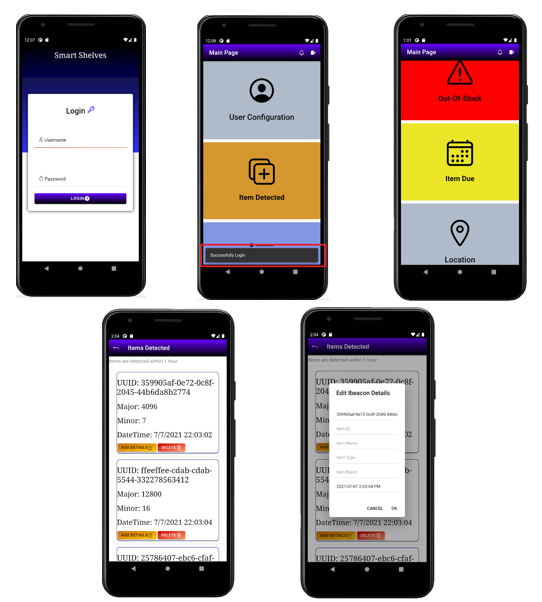 12:07
Smart Shelves
Login
Username
Password
LOGIN
12:08
Main Page
User Configuration
Item Detected
Successfully Login
1:01
Main Page
Out-Of-Stock
Item Due
Location
2:04
Items Detected
Items are detected within 1 hour
UUID: 359905af-0e72-0c8f-
2045-44b6da8b2774
Major: 4096
Minor: 7
DateTime: 7/7/2021 22:03:02
ADD DETAILS
DELETE
UUID: ffeeffee-cdab-cdab-
5544-332278563412
Major: 12800
Minor: 16
DateTime: 7/7/2021 22:03:04
ADD DETAILS
DELETE
UUID: 25786407-ebc6-cfaf-
2:04
Items Detected
Items are detected within 1 hour
UUID: 359905af-0e72-0c8f-
Edit Ibeacon Details
359905af-0e72-0c8f-2045-44b6
Item ID
Item Name
Item Type
Item Brand
2021-07-07 2:03:54 PM
CANCEL
OK
Minor: 16
DateTime: 7/7/2021 22:03:04
ADD DETAILS
DELETE
UUID: 25786407-ebc6-cfaf-